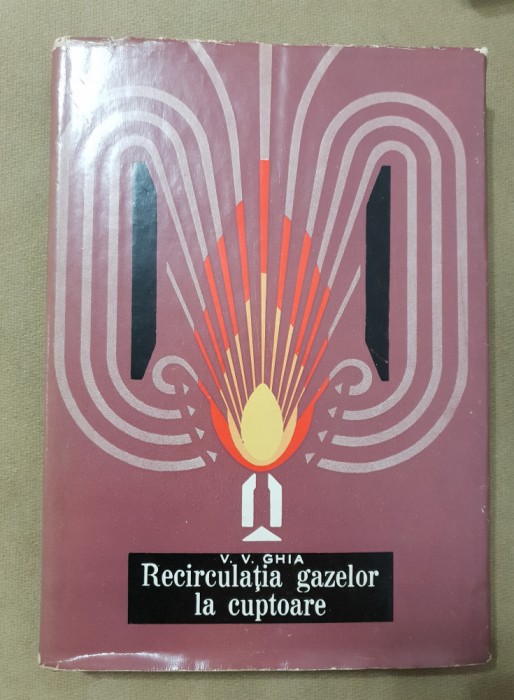 V. V. GHIA
Recirculația gazelor
la cuptoare